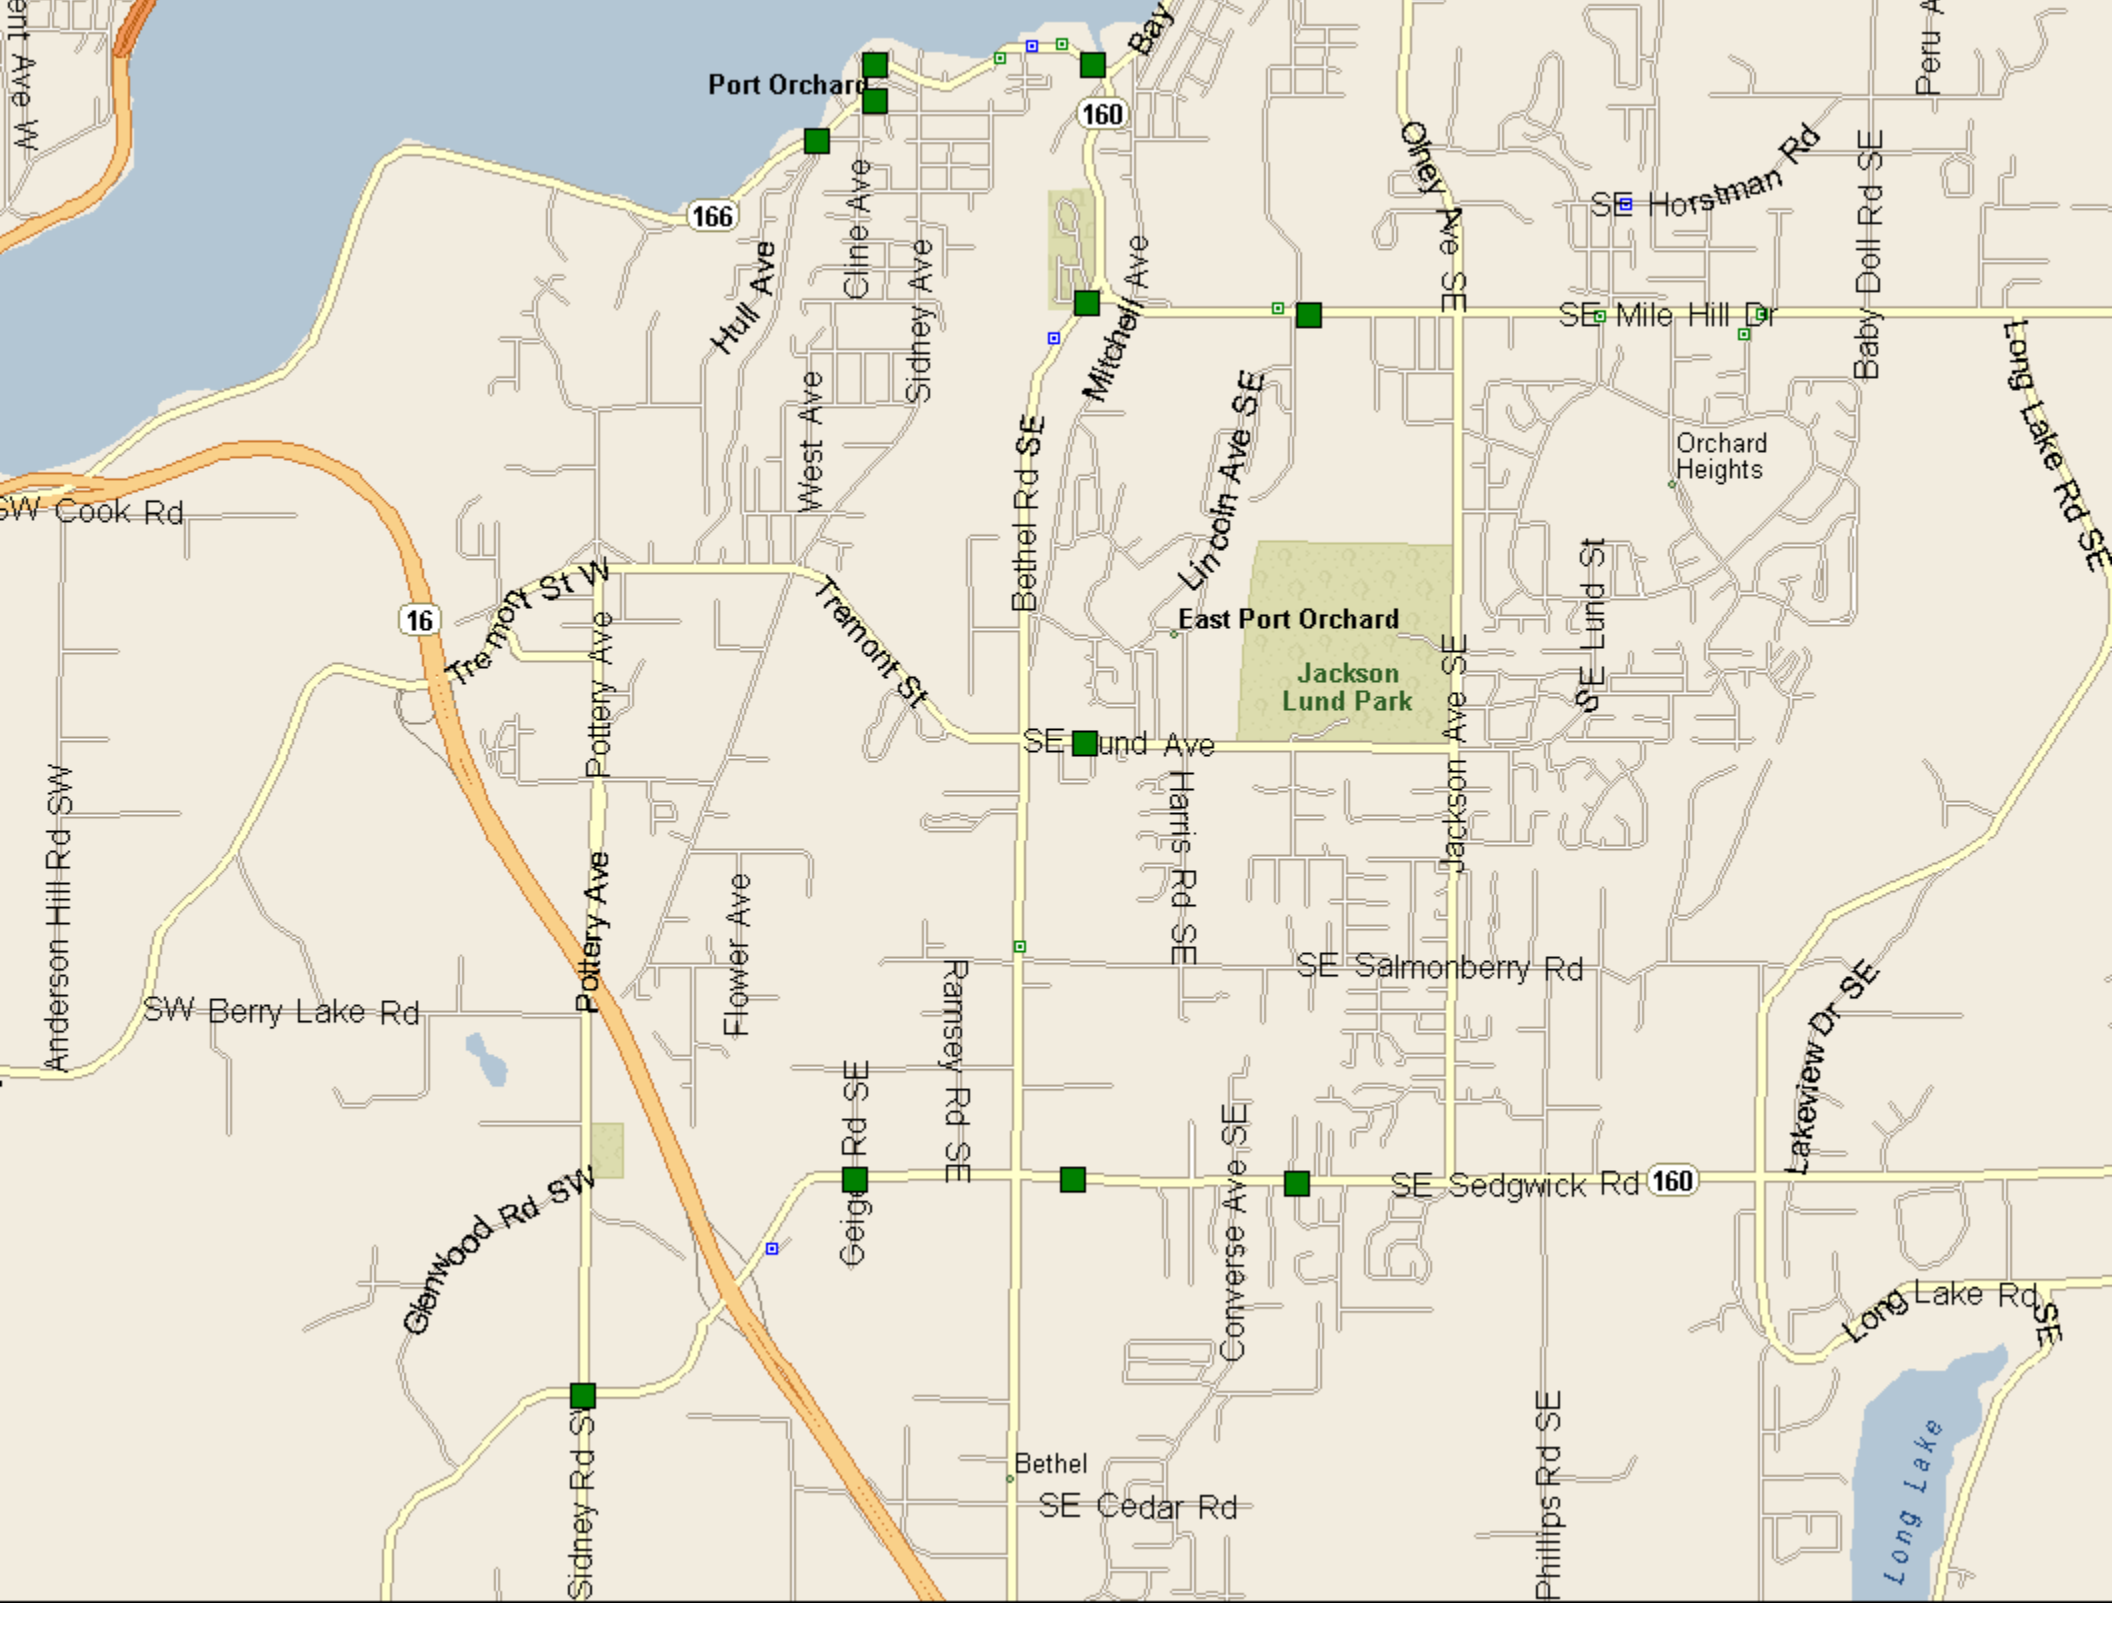 ent Ave W
Bay
Peru A
Port Orchard
160
Olney Ave SE
SE Horstman Rd
Baby Doll Rd SE
166
Hull Ave
Cline Ave
Sidney Ave
Mitchell Ave
SE Mile Hill Dr
Long Lake Rd SE
West Ave
Bethel Rd SE
Lincoln Ave SE
Orchard
Heights
SW Cook Rd
Tremont St W
16
Tremont St
East Port Orchard
SE Lund St
Jackson
Lund Park
Pottery Ave
SE und Ave
Jackson Ave SE
Anderson Hill Rd SW
Harris Rd SE
Pottery Ave
Flower Ave
SE Salmonberry Rd
Ramsey Rd SE
SW Berry Lake Rd
Lakeview Dr SE
Geig Rd SE
Converse Ave SE
SE Sedgwick Rd
160
Glenwood Rd SW
Long Lake Rd SE
Sidney Rd S
Phillips Rd SE
Long Lake
Bethel
SE Cedar Rd